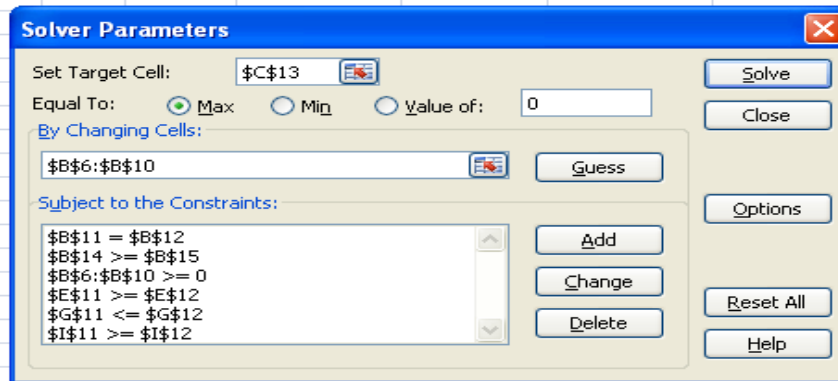 Solver Parameters
Set Target Cell: $C$13 Solve
Equal To: Max Min Value of: 0 Close
By Changing Cells:
$B$6:$B$10 Guess
Subject to the Constraints: Options
$B$11 = $B$12 Add
$B$14 >= $B$15
$B$6:$B$10 >= 0 Change
$E$11 >= $E$12
$G$11 <= $G$12 Delete Reset All
$I$11 >= $I$12 Help